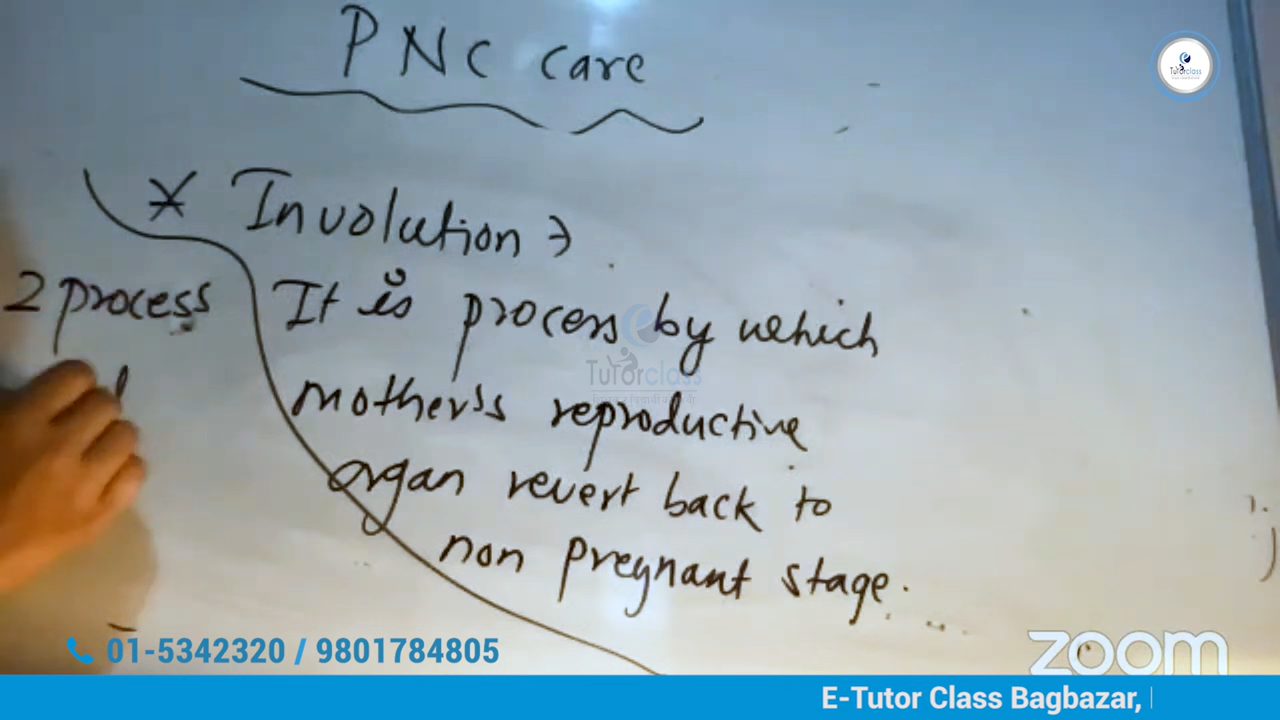 PNC care
* Involution →
2 process
It is process by which
mother's reproductive
organ revert back to
non pregnant stage.
Tutorclass
TuTorclass
01-5342320 / 9801784805
zoom
E-Tutor Class Bagbazar,